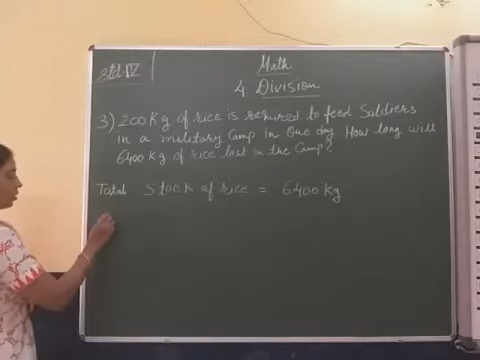 Std-IV
Math
4 Division
3) 200 Kg of rice is required to feed Soldiers
in a military Camp in One day How long will
6400 kg of rice last in the Camp?
Total Stock of rice = 6400 kg